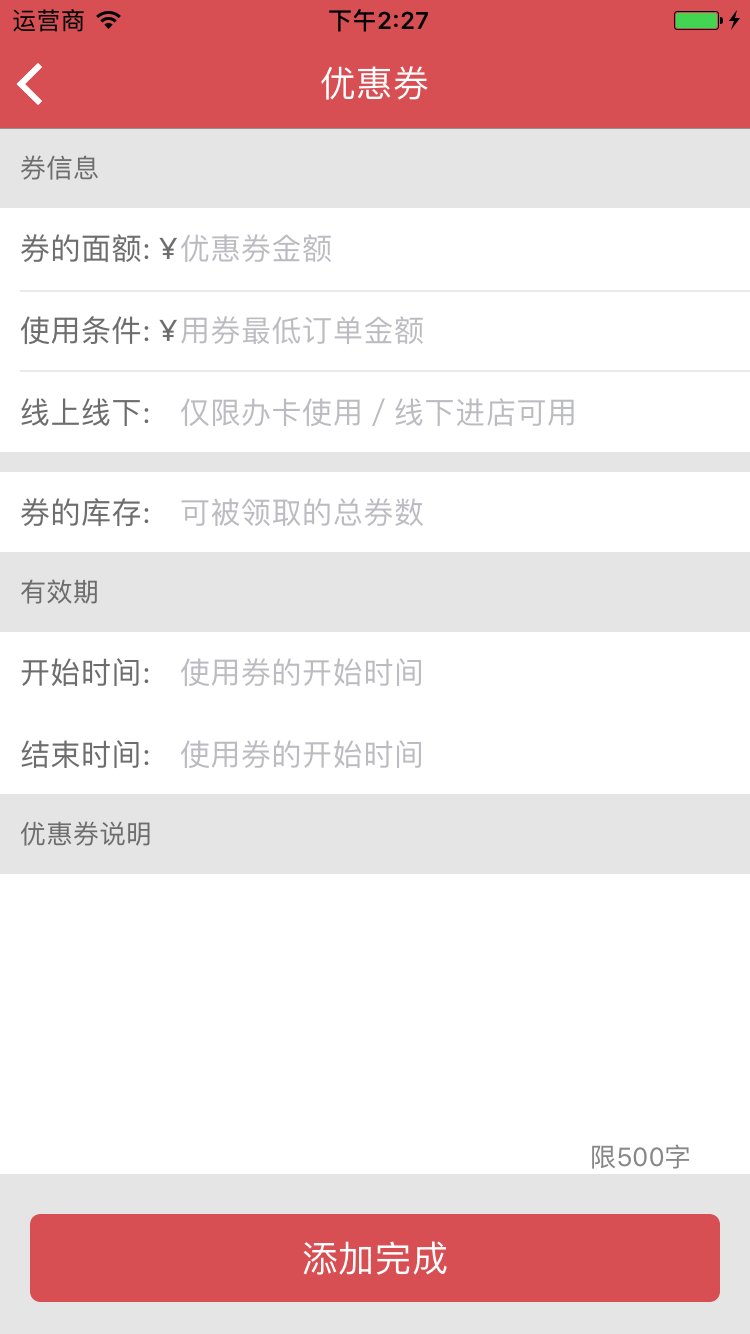 运营商 下午2:27
优惠券
券信息
券的面额: ¥优惠券金额
使用条件: ¥用券最低订单金额
线上线下: 仅限办卡使用 / 线下进店可用
券的库存: 可被领取的总券数
有效期
开始时间: 使用券的开始时间
结束时间: 使用券的开始时间
优惠券说明
限500字
添加完成